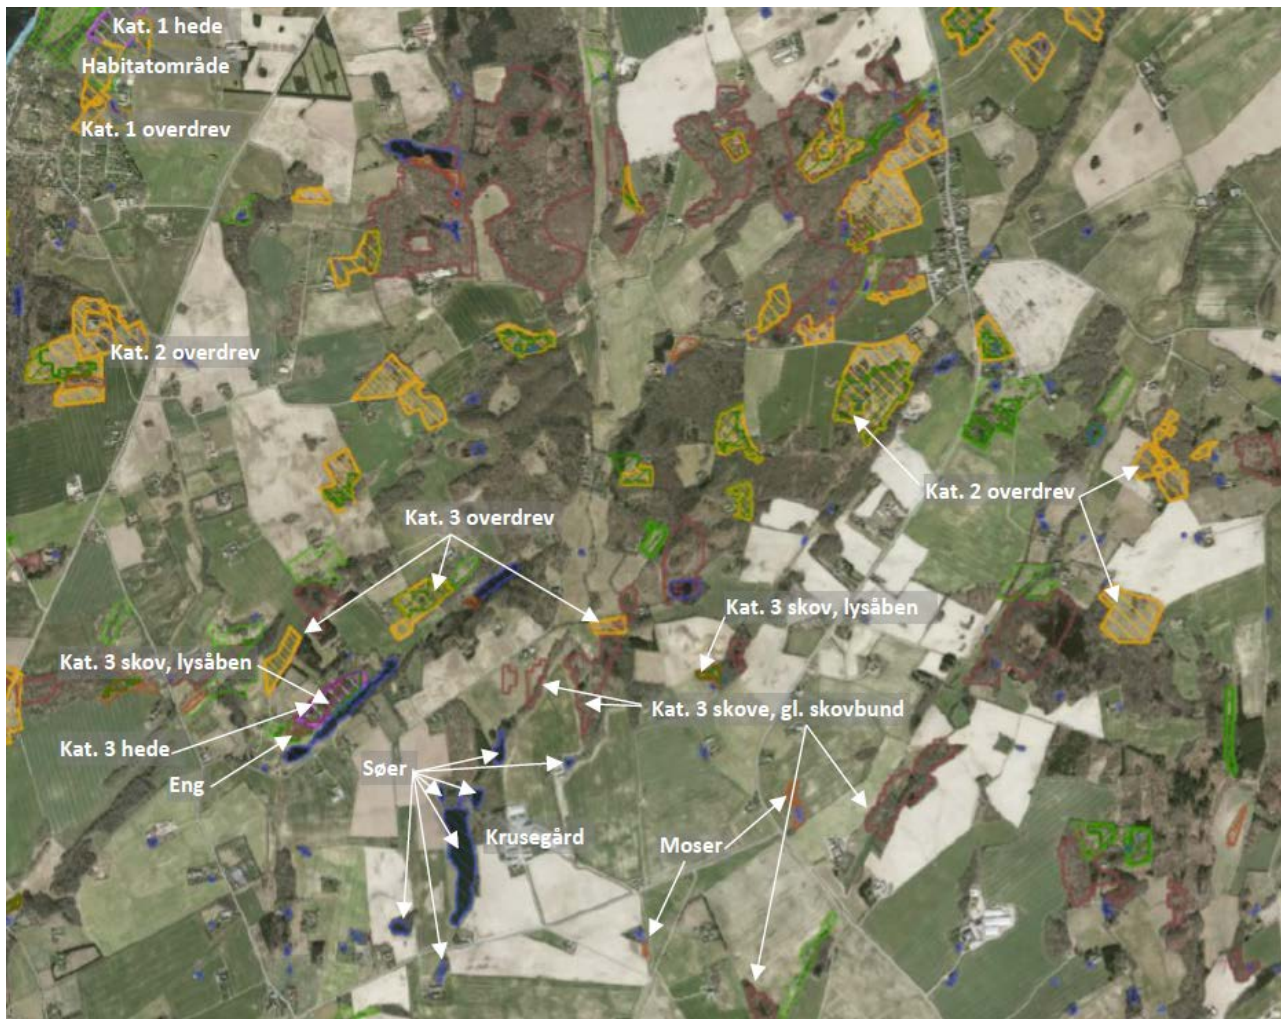 Kat. 1 hede
Habitatområde
Kat. 1 overdrev
Kat. 2 overdrev
Kat. 2 overdrev
Kat. 3 overdrev
Kat. 3 skov, lysåben
Kat. 3 skov, lysåben
Kat. 3 skove, gl. skovbund
Kat. 3 hede
Eng
Søer
Krusegård
Moser